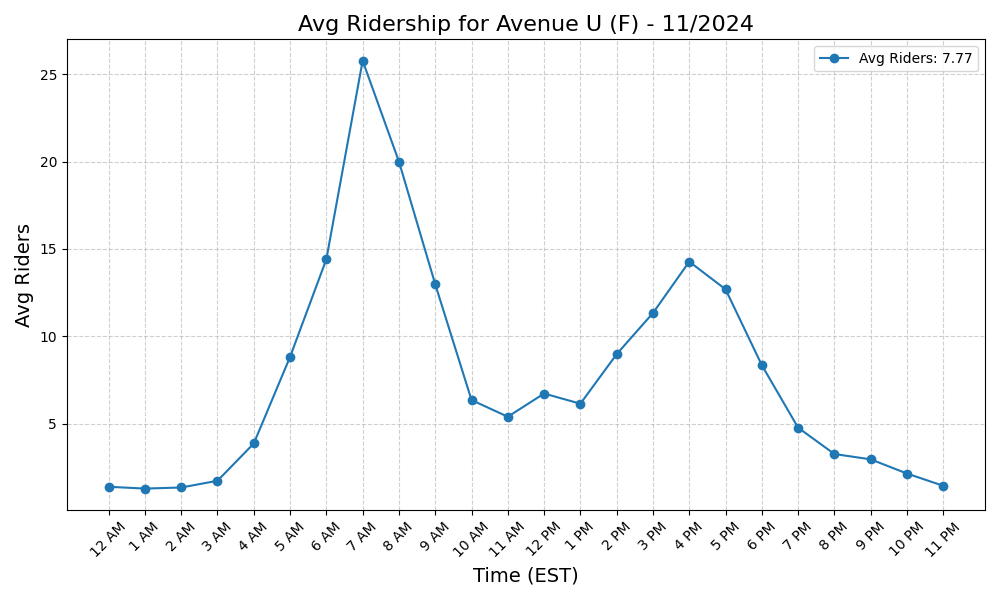 Avg Ridership for Avenue U (F) - 11/2024
Avg Riders: 7.77
Avg Riders
25
20
15
10
5
12 AM
1 AM
2 AM
3 AM
4 AM
5 AM
6 AM
7 AM
8 AM
9 AM
10 AM
11 AM
12 PM
1 PM
2 PM
3 PM
4 PM
5 PM
6 PM
7 PM
8 PM
9 PM
10 PM
11 PM
Time (EST)